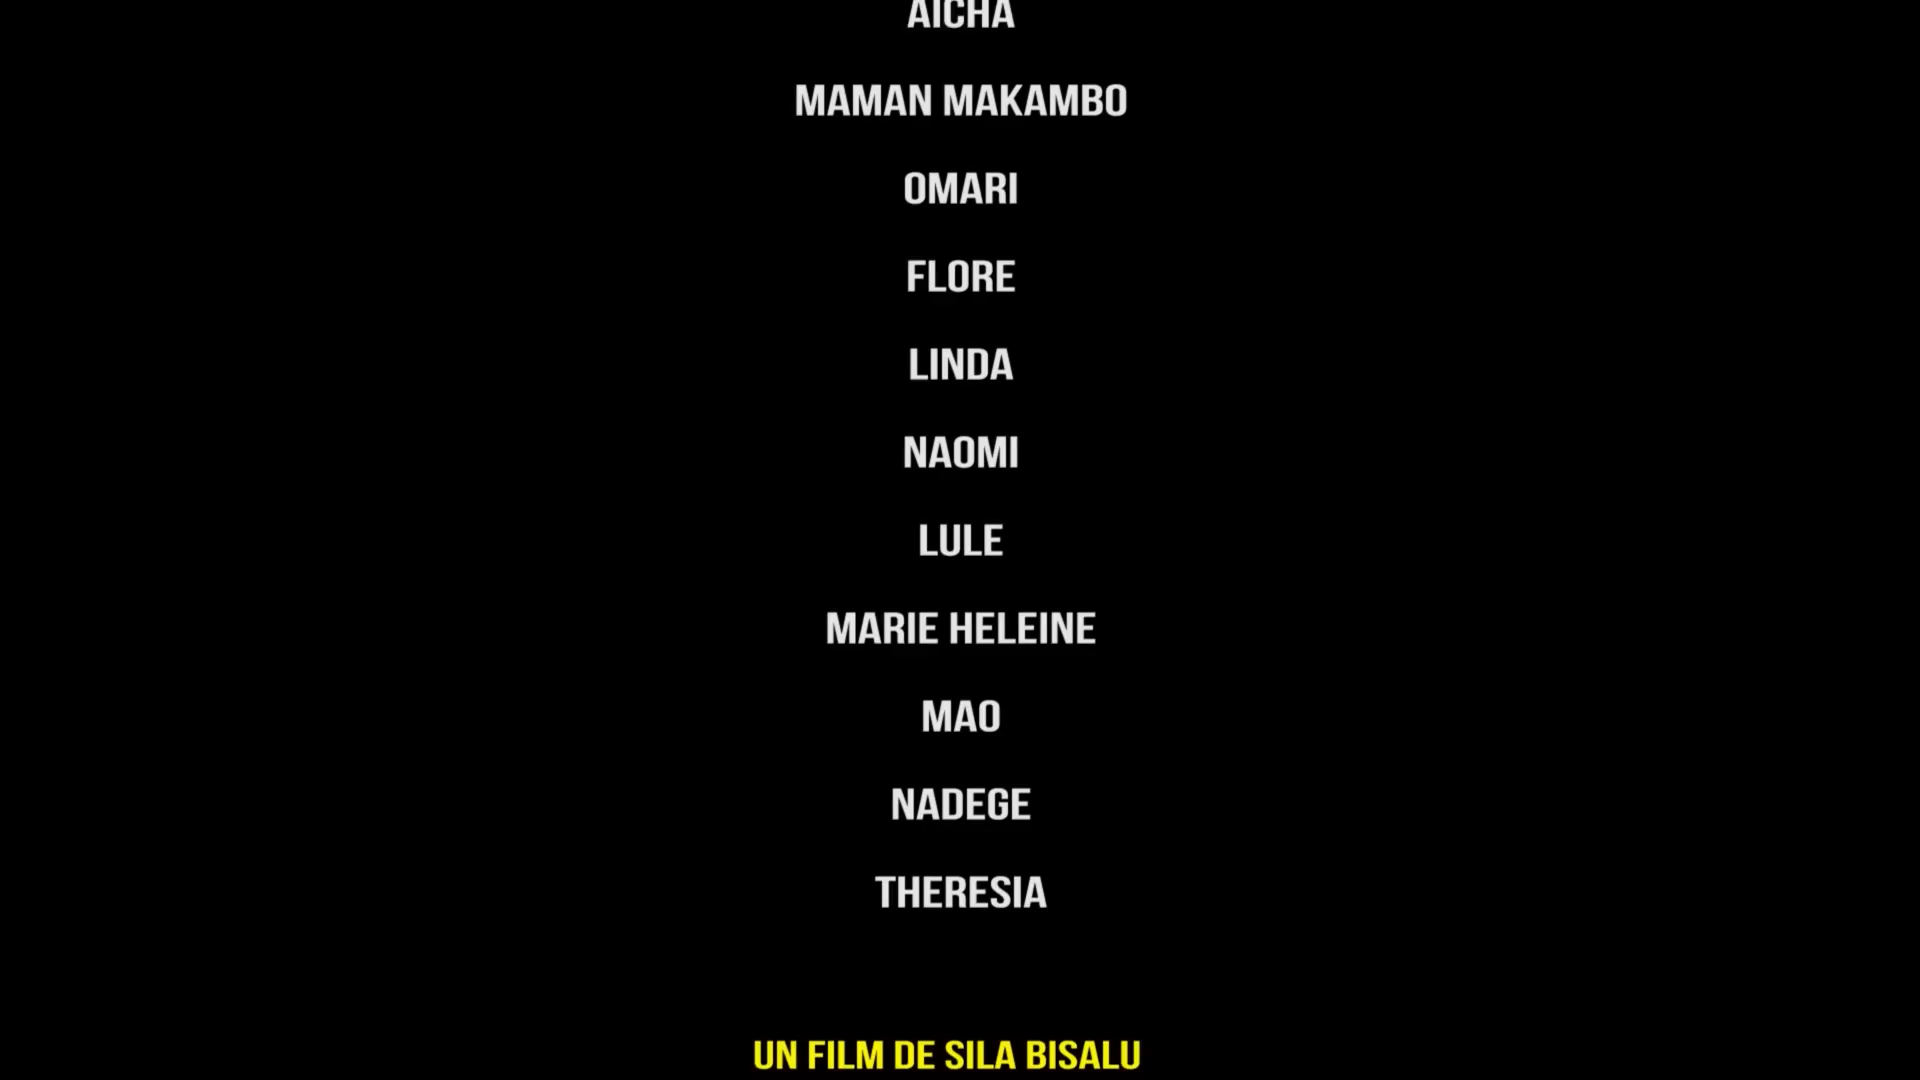 AICHA
MAMAN MAKAMBO
OMARI
FLORE
LINDA
NAOMI
LULE
MARIE HELEINE
MAO
NADEGE
THERESIA
UN FILM DE SILA BISALU